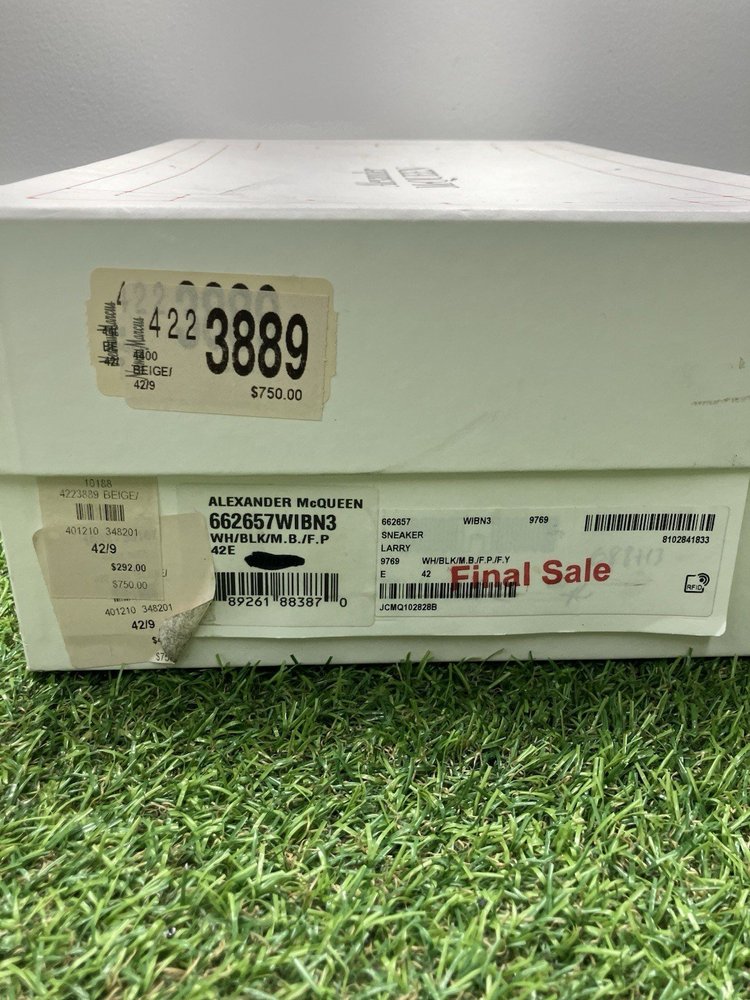 422
3889
4400
BEIGE/
42/9
$750.00
10188
4223889 BEIGE/
401210 348201
42/9
$292.00
$750.00
401210 348201
42/9
ALEXANDER McQUEEN
662657WIBN3
WH/BLK/M.B./F.P
42E
89261 88387 0
662657 WIBN3 9769
SNEAKER
LARRY
8102841833
9769 WH/BLK/M.B./F.P./F.Y
E 42
Final Sale
JCMQ102828B
RFID